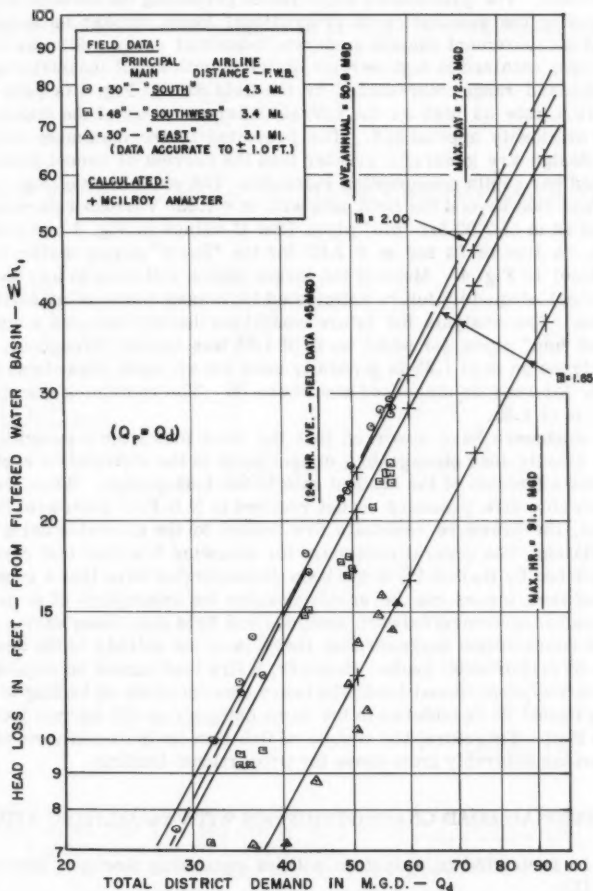 HEAD LOSS IN FEET - FROM FILTERED WATER BASIN - Σh.
100
90
80
70
60
50
40
30
20
15
10
9
8
7
FIELD DATA:
PRINCIPAL AIRLINE
MAIN DISTANCE - F.W.B.
30" - "SOUTH" 4.3 MI.
48" - "SOUTHWEST" 3.4 MI.
30" - "EAST" 3.1 MI.
(DATA ACCURATE TO ± 1.0 FT.)
CALCULATED:
+ McILROY ANALYZER
AVE. ANNUAL = 50.8 MGD
MAX. DAY = 72.3 MGD
m = 2.00
m = 1.85
(24 - HR. AVE. - FIELD DATA = 45 MGD)
(Qp = Qd)
MAX. HR. = 91.5 MGD
20 30 40 50 60 70 80 90 100
TOTAL DISTRICT DEMAND IN M.G.D. - Qd